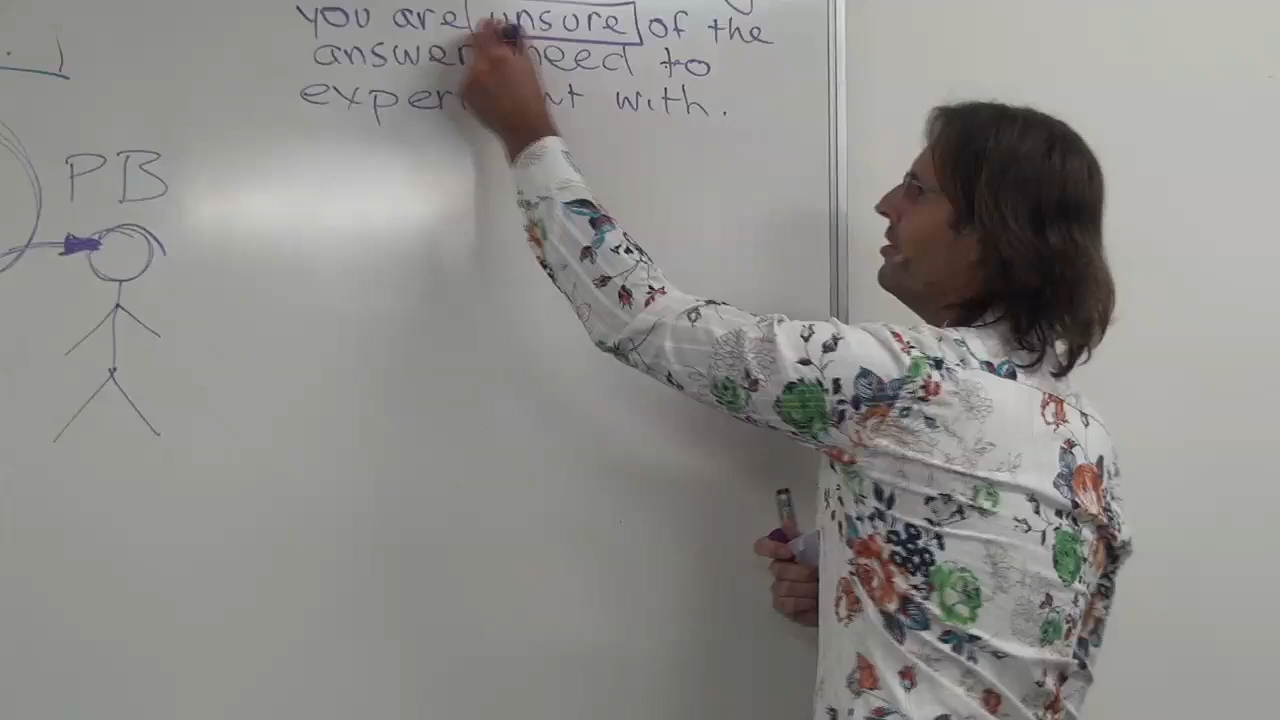 you are unsure of the
answer need to
with.
PB